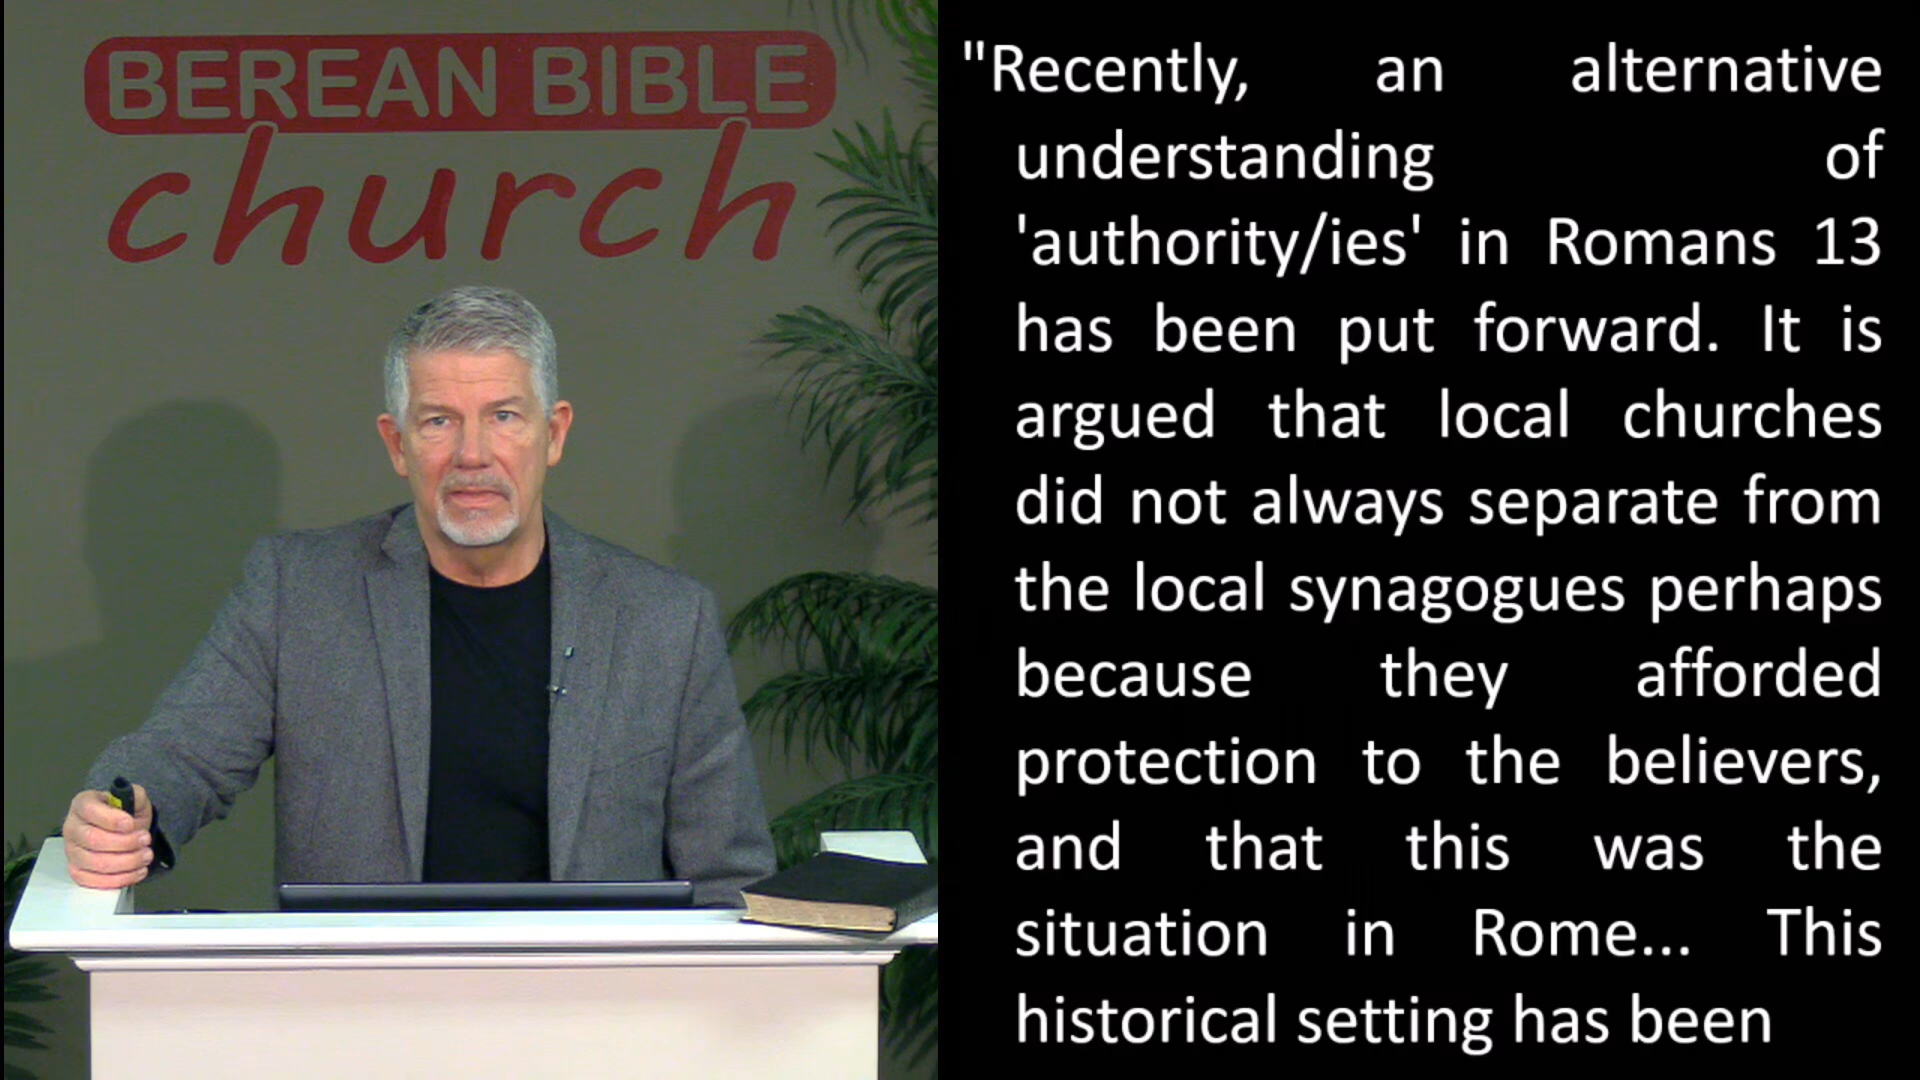 BEREAN BIBLE
church
"Recently, an alternative
understanding of
'authority/ies' in Romans 13
has been put forward. It is
argued that local churches
did not always separate from
the local synagogues perhaps
because they afforded
protection to the believers,
and that this was the
situation in Rome... This
historical setting has been